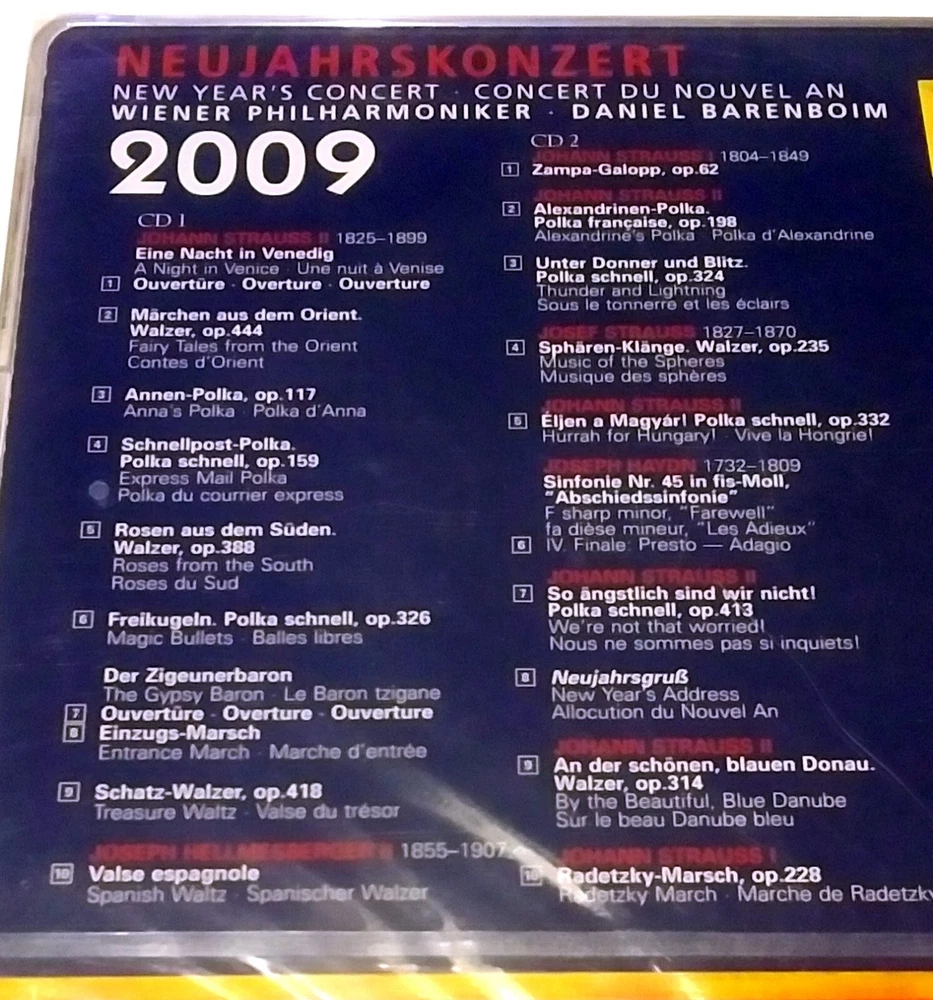 NEUJAHRSKONZERT
NEW YEAR'S CONCERT · CONCERT DU NOUVEL AN
WIENER PHILHARMONIKER · DANIEL BARENBOIM
2009
CD 1
JOHANN STRAUSS II 1825–1899
Eine Nacht in Venedig
A Night in Venice · Une nuit à Venise
1 Ouvertüre · Overture · Ouverture
2 Märchen aus dem Orient.
Walzer, op.444
Fairy Tales from the Orient
Contes d'Orient
3 Annen-Polka, op.117
Anna's Polka · Polka d'Anna
4 Schnellpost-Polka.
Polka schnell, op.159
Express Mail Polka
Polka du courrier express
5 Rosen aus dem Süden.
Walzer, op.388
Roses from the South
Roses du Sud
6 Freikugeln. Polka schnell, op.326
Magic Bullets · Balles libres
Der Zigeunerbaron
The Gypsy Baron · Le Baron tzigane
7 Ouvertüre · Overture · Ouverture
8 Einzugs-Marsch
Entrance March · Marche d'entrée
9 Schatz-Walzer, op.418
Treasure Waltz · Valse du trésor
JOSEPH HELLMESBERGER II 1855–1907
10 Valse espagnole
Spanish Waltz · Spanischer Walzer
CD 2
JOHANN STRAUSS I 1804–1849
1 Zampa-Galopp, op.62
JOHANN STRAUSS II
2 Alexandrinen-Polka.
Polka française, op.198
Alexandrine's Polka · Polka d'Alexandrine
3 Unter Donner und Blitz.
Polka schnell, op.324
Thunder and Lightning
Sous le tonnerre et les éclairs
JOSEF STRAUSS 1827–1870
4 Sphären-Klänge. Walzer, op.235
Music of the Spheres
Musique des sphères
JOHANN STRAUSS II
5 Éljen a Magyár! Polka schnell, op.332
Hurrah for Hungary! · Vive la Hongrie!
JOSEPH HAYDN 1732–1809
Sinfonie Nr. 45 in fis-Moll,
"Abschiedssinfonie"
F sharp minor, "Farewell"
fa dièse mineur, "Les Adieux"
6 IV. Finale: Presto — Adagio
JOHANN STRAUSS II
7 So ängstlich sind wir nicht!
Polka schnell, op.413
We're not that worried!
Nous ne sommes pas si inquiets!
8 Neujahrsgruß
New Year's Address
Allocution du Nouvel An
JOHANN STRAUSS II
9 An der schönen, blauen Donau.
Walzer, op.314
By the Beautiful, Blue Danube
Sur le beau Danube bleu
JOHANN STRAUSS I
10 Radetzky-Marsch, op.228
Radetzky March · Marche de Radetzky